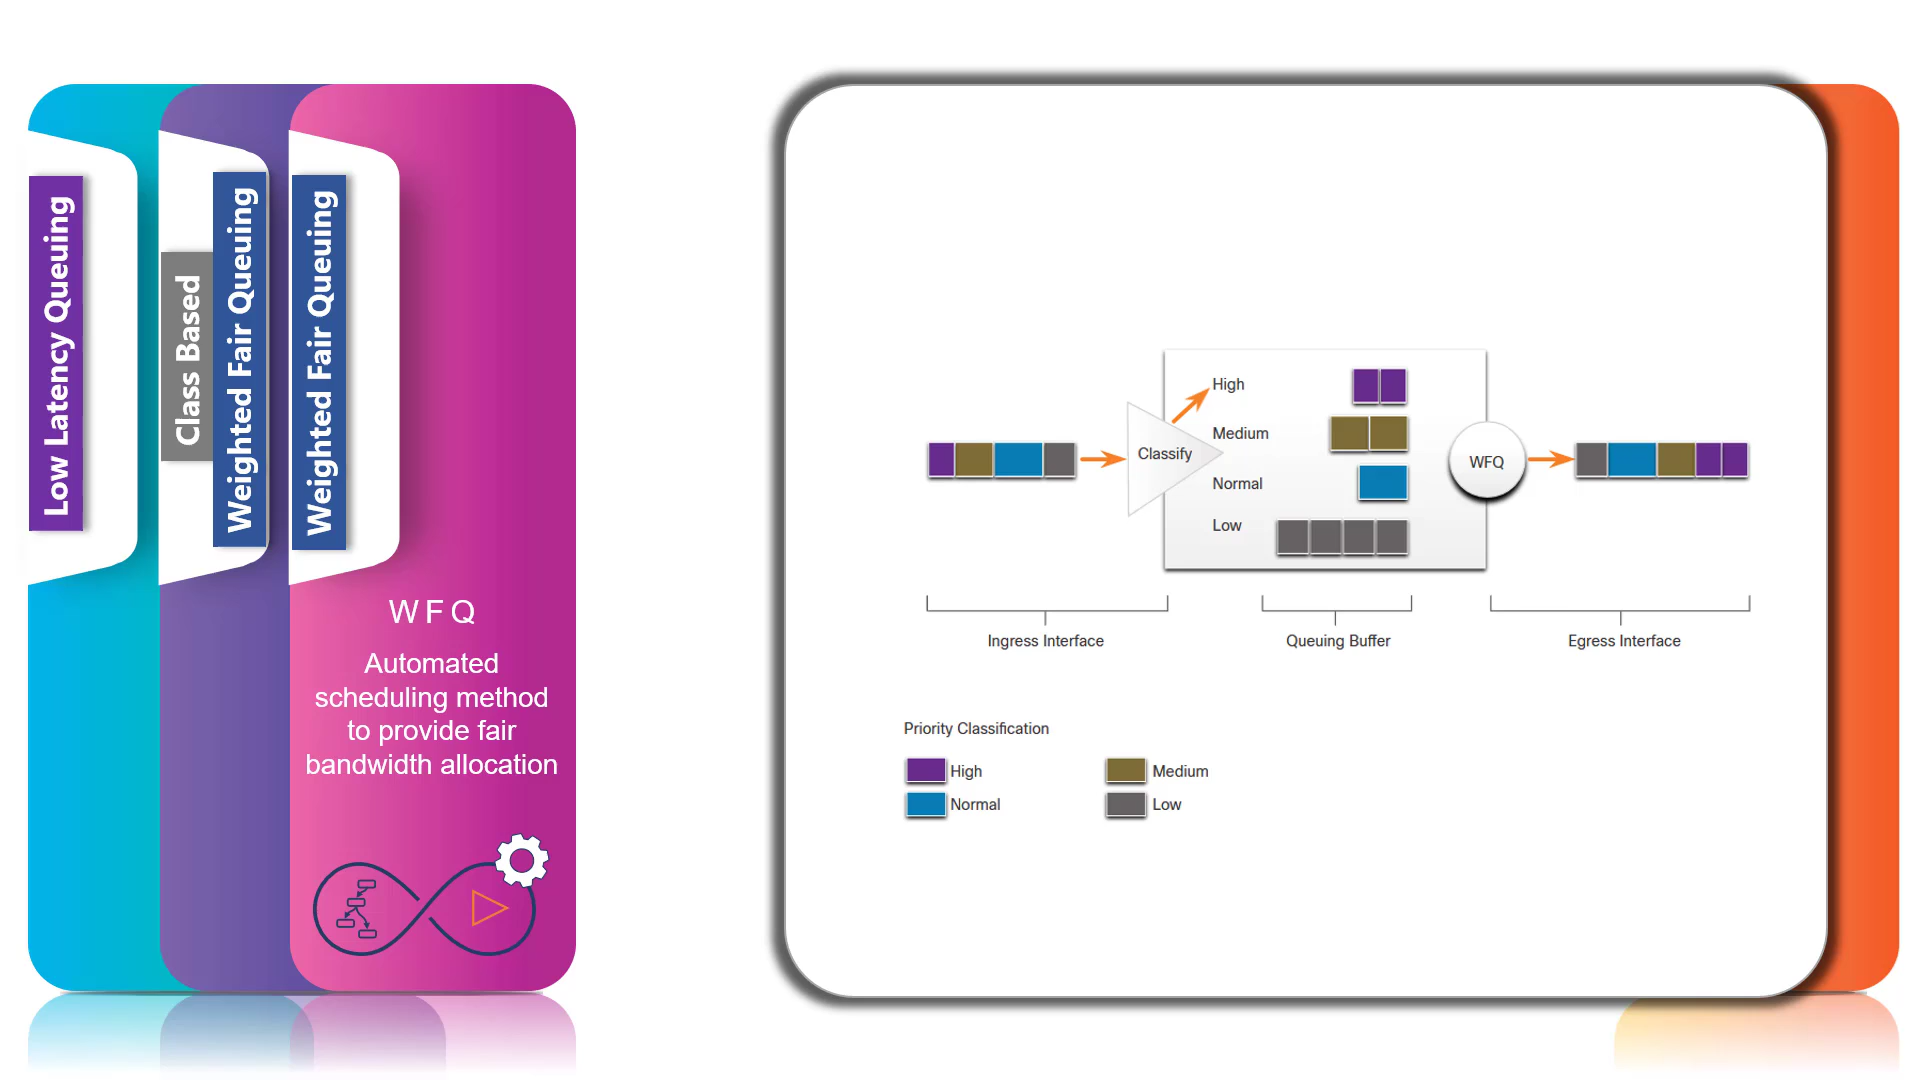 Low Latency Queuing
Class Based
Weighted Fair Queuing
Weighted Fair Queuing
WFQ
Automated
scheduling method
to provide fair
bandwidth allocation
High
Medium
Classify
Normal
Low
WFQ
Ingress Interface
Queuing Buffer
Egress Interface
Priority Classification
High
Medium
Normal
Low